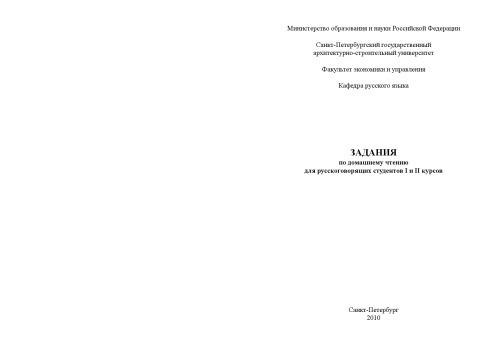 Министерство образования и науки Российской Федерации
Санкт-Петербургский государственный
архитектурно-строительный университет
Факультет экономики и управления
Кафедра русского языка
ЗАДАНИЯ
по домашнему чтению
для русскоговорящих студентов I и II курсов
Санкт-Петербург
2010